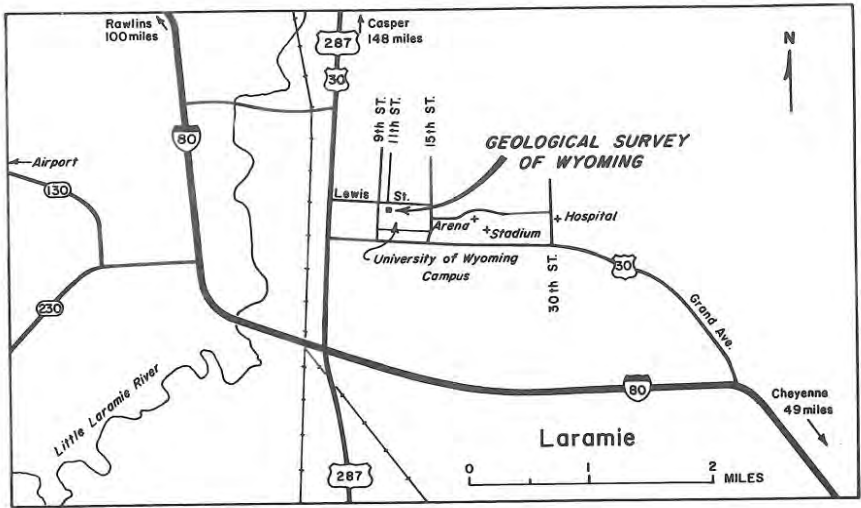 Rawlins
100 miles
Casper
148 miles
287
30
N
80
9th ST.
11th ST.
15th ST.
GEOLOGICAL SURVEY
OF WYOMING
Airport
130
Lewis St.
Arena
Stadium
Hospital
University of Wyoming
Campus
30th ST.
30
Grand Ave.
230
Little Laramie River
80
Cheyenne
49 miles
Laramie
287
0 1 2
MILES